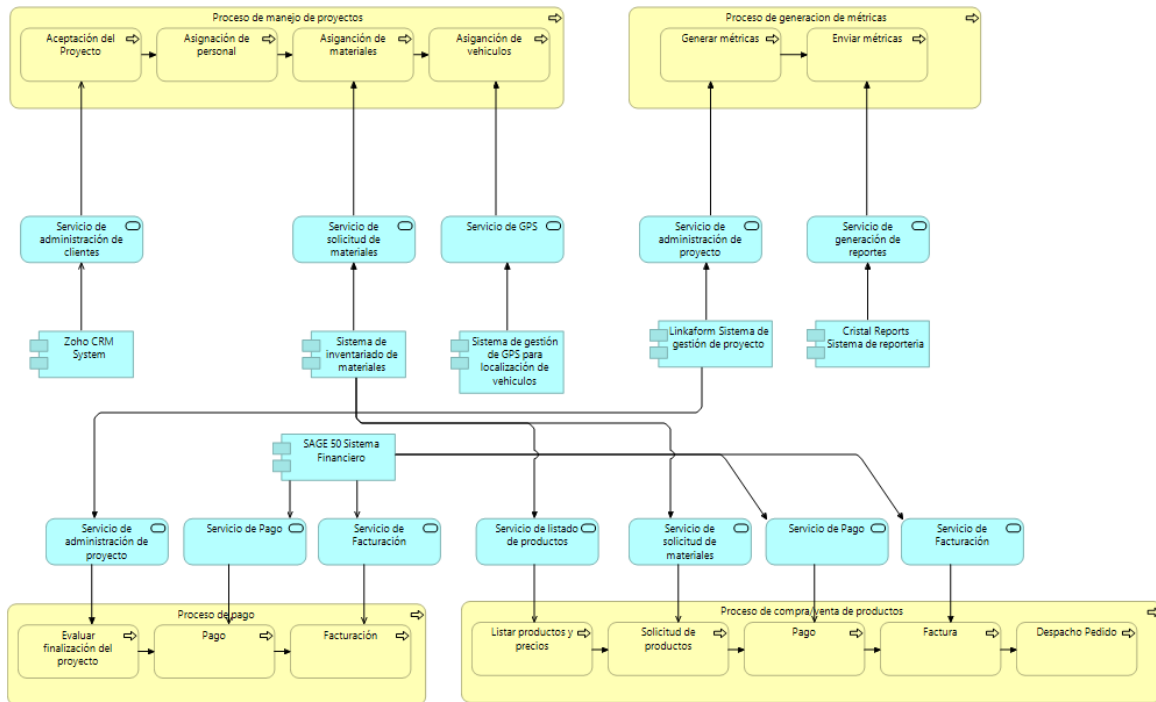 Proceso de manejo de proyectos
Aceptación del
Proyecto
Asignación de
personal
Asigancón de
materiales
Asigancón de
vehiculos
Proceso de generacion de métricas
Generar métricas
Enviar métricas
Servicio de
administración de
clientes
Servicio de
solicitud de
materiales
Servicio de GPS
Servicio de
administración de
proyecto
Servicio de
generación de
reportes
Zoho CRM
System
Sistema de
inventariado de
materiales
Sistema de gestión
de GPS para
localización de
vehiculos
Linkaform Sistema de
gestión de proyecto
Cristal Reports
Sistema de reporteria
SAGE 50 Sistema
Financiero
Servicio de
administración de
proyecto
Servicio de Pago
Servicio de
Facturación
Servicio de listado
de productos
Servicio de
solicitud de
materiales
Servicio de Pago
Servicio de
Facturación
Proceso de pago
Evaluar
finalización del
proyecto
Pago
Facturación
Proceso de compra/venta de productos
Listar productos y
precios
Solicitud de
productos
Pago
Factura
Despacho Pedido